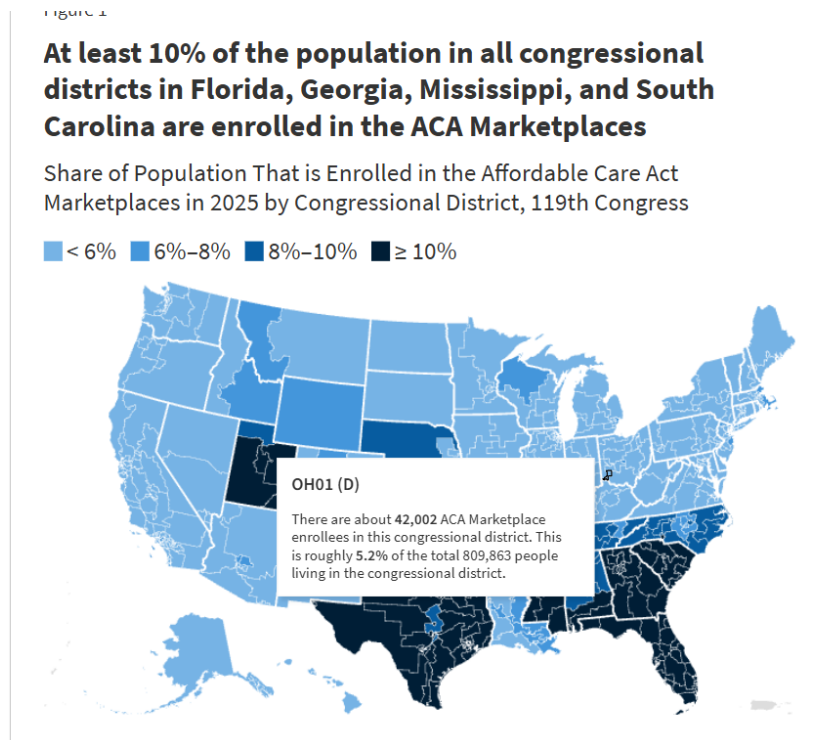 Figure 1
At least 10% of the population in all congressional
districts in Florida, Georgia, Mississippi, and South
Carolina are enrolled in the ACA Marketplaces
Share of Population That is Enrolled in the Affordable Care Act
Marketplaces in 2025 by Congressional District, 119th Congress
< 6% 6%–8% 8%–10% ≥ 10%
OH01 (D)
There are about 42,002 ACA Marketplace
enrollees in this congressional district. This
is roughly 5.2% of the total 809,863 people
living in the congressional district.